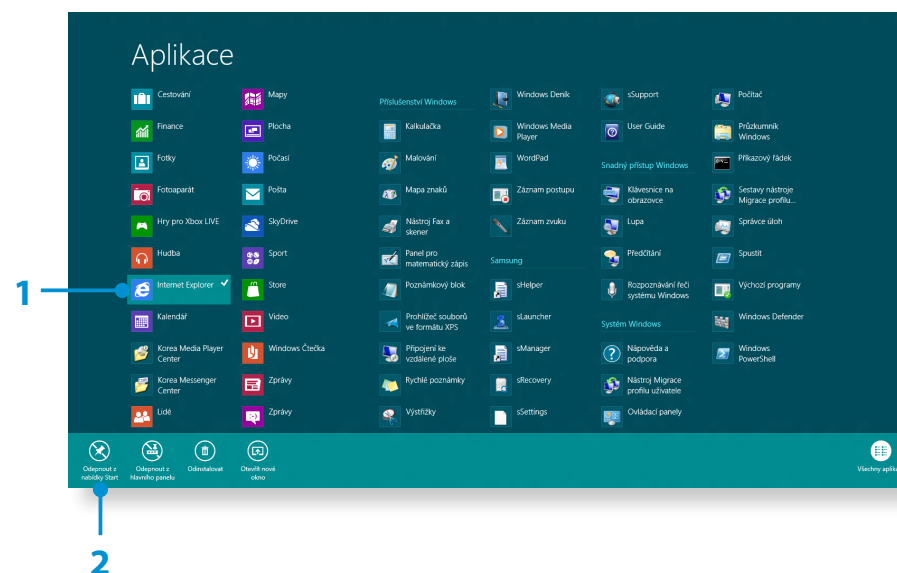 Aplikace
Cestování
Finance
Fotky
Fotoaparát
Hry pro Xbox LIVE
Hudba
Internet Explorer
Kalendář
Korea Media Player
Center
Korea Messenger
Center
Lidé
Mapy
Plocha
Počasí
Pošta
SkyDrive
Sport
Store
Video
Windows Čtečka
Zprávy
Zprávy
Příslušenství Windows
Kalkulačka
Malování
Mapa znaků
Nástroj Fax a
skener
Panel pro
matematický zápis
Poznámkový blok
Prohlížeč souborů
ve formátu XPS
Připojení ke
vzdálené ploše
Rychlé poznámky
Výstřižky
Windows Deník
Windows Media
Player
WordPad
Záznam postupu
Záznam zvuku
Samsung
sHelper
sLauncher
sManager
sRecovery
sSettings
sSupport
User Guide
Snadný přístup Windows
Klávesnice na
obrazovce
Lupa
Předčítání
Rozpoznávání řeči
systému Windows
Systém Windows
Nápověda a
podpora
Nástroj Migrace
profilu uživatele
Ovládací panely
Počítač
Průzkumník
Windows
Příkazový řádek
Sestavy nástroje
Migrace profilu...
Správce úloh
Spustit
Výchozí programy
Windows Defender
Windows
PowerShell
1
Odepnout z
nabídky Start
Odepnout z
hlavního panelu
Odinstalovat
Otevřít nové
okno
Všechny aplik
2